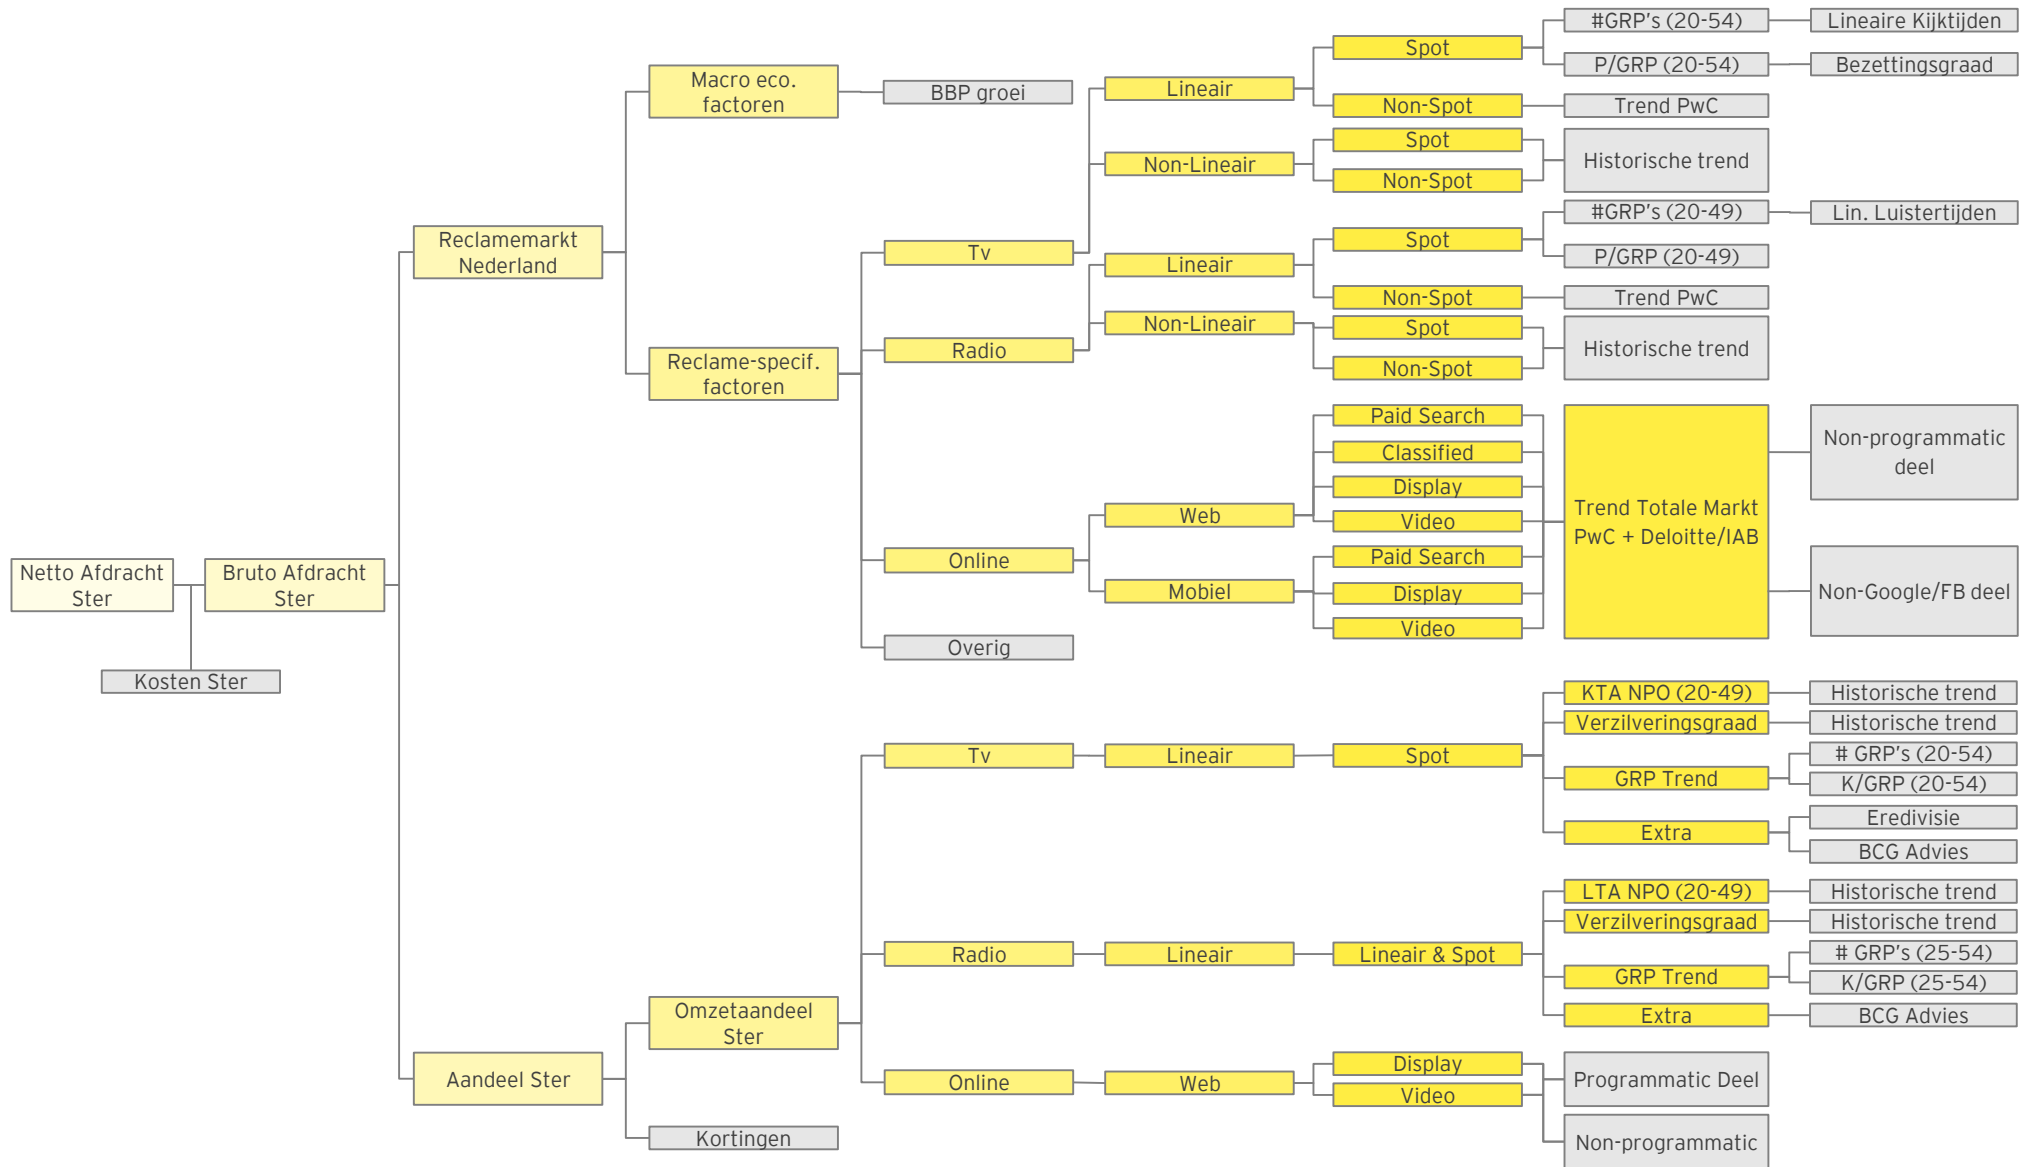 #GRP's (20-54)
Lineaire Kijktijden
Spot
P/GRP (20-54)
Bezettingsgraad
Macro eco.
factoren
BBP groei
Lineair
Non-Spot
Trend PwC
Spot
Non-Lineair
Historische trend
Non-Spot
#GRP's (20-49)
Lin. Luistertijden
Reclamemarkt
Nederland
Tv
Spot
P/GRP (20-49)
Lineair
Non-Spot
Trend PwC
Non-Lineair
Spot
Radio
Historische trend
Non-Spot
Reclame-specif.
factoren
Paid Search
Classified
Display
Video
Web
Non-programmatic
deel
Trend Totale Markt
PwC + Deloitte/IAB
Online
Paid Search
Mobiel
Display
Video
Non-Google/FB deel
Overig
Netto Afdracht
Ster
Bruto Afdracht
Ster
Kosten Ster
KTA NPO (20-49)
Historische trend
Verzilveringsgraad
Historische trend
Tv
Lineair
Spot
# GRP's (20-54)
GRP Trend
K/GRP (20-54)
Eredivisie
Extra
BCG Advies
LTA NPO (20-49)
Historische trend
Verzilveringsgraad
Historische trend
Radio
Lineair
Lineair & Spot
# GRP's (25-54)
GRP Trend
K/GRP (25-54)
Extra
BCG Advies
Omzetaandeel
Ster
Aandeel Ster
Online
Web
Display
Video
Programmatic Deel
Kortingen
Non-programmatic